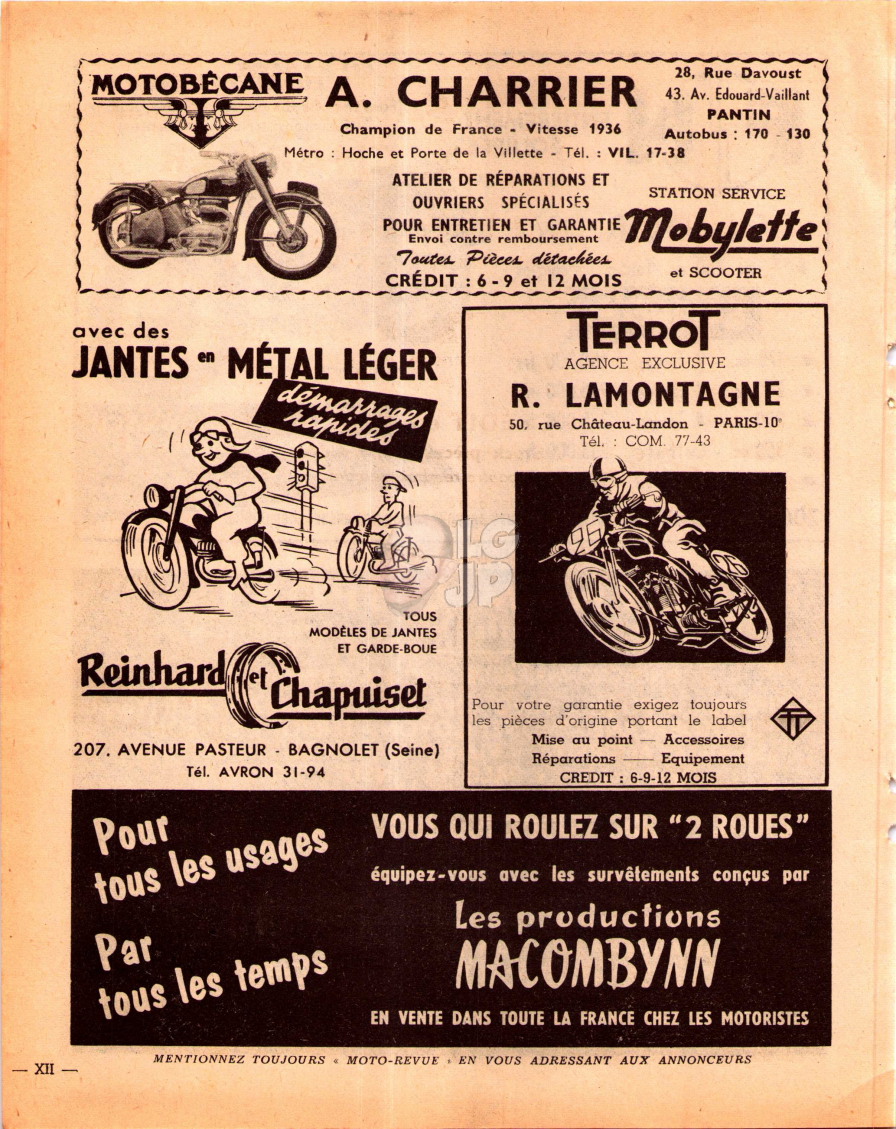 MOTOBÉCANE
A. CHARRIER
28, Rue Davoust
43. Av. Edouard-Vaillant
PANTIN
Autobus : 170 - 130
Champion de France - Vitesse 1936
Métro : Hoche et Porte de la Villette - Tél. : VIL. 17-38
ATELIER DE RÉPARATIONS ET
OUVRIERS SPÉCIALISÉS
POUR ENTRETIEN ET GARANTIE
Envoi contre remboursement
Toutes Pièces détachées
CRÉDIT : 6 - 9 et 12 MOIS
STATION SERVICE
Mobylette
et SCOOTER
avec des
JANTES en MÉTAL LÉGER
démarrages
rapides
TOUS
MODÈLES DE JANTES
ET GARDE-BOUE
Reinhard et Chapuiset
207. AVENUE PASTEUR - BAGNOLET (Seine)
Tél. AVRON 31-94
TERROT
AGENCE EXCLUSIVE
R. LAMONTAGNE
50, rue Château-Landon - PARIS-10°
Tél. : COM. 77-43
Pour votre garantie exigez toujours
les pièces d'origine portant le label
Mise au point — Accessoires
Réparations —— Equipement
CREDIT : 6-9-12 MOIS
LG
JP
Pour
tous les usages
Par
tous les temps
VOUS QUI ROULEZ SUR "2 ROUES"
équipez-vous avec les survêtements conçus par
Les productions
MACOMBYNN
EN VENTE DANS TOUTE LA FRANCE CHEZ LES MOTORISTES
MENTIONNEZ TOUJOURS « MOTO-REVUE » EN VOUS ADRESSANT AUX ANNONCEURS
— XII —